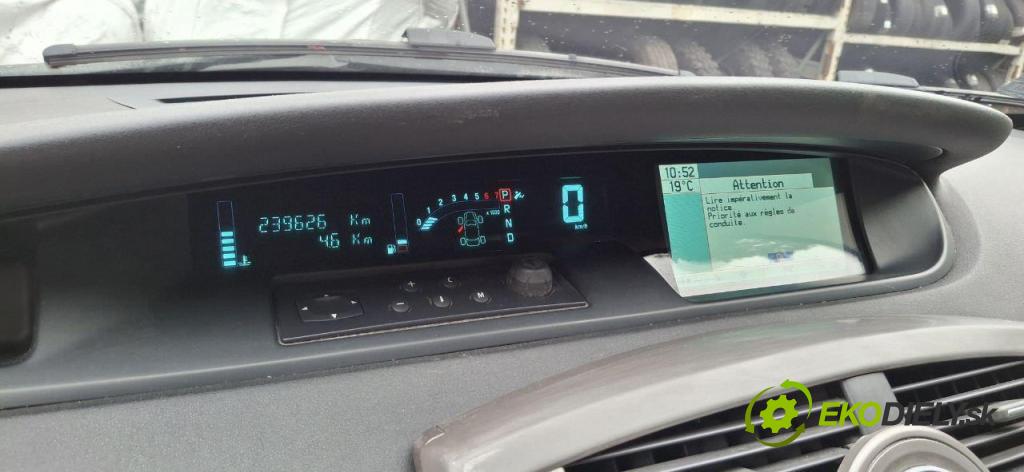 239626 Km
46 Km
0 1 2 3 4 5 6 7
x1000
P
R
N
D
0
km/h
10:52
19°C
Attention
Lire impérativement la
notice.
Priorité aux règles de
conduite.
+ C
- i M
EKODIELY.sk